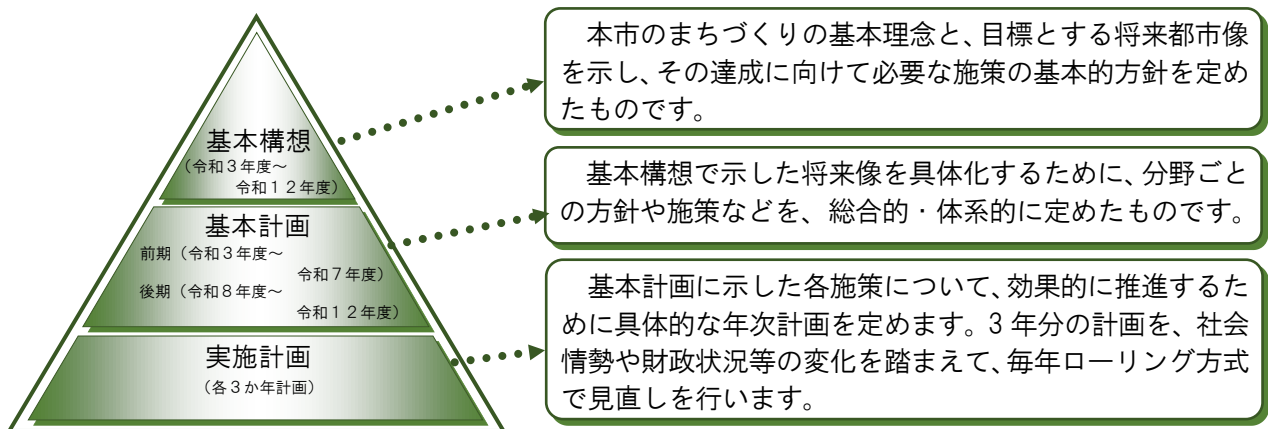 基本構想
（令和３年度～
令和１２年度）
本市のまちづくりの基本理念と、目標とする将来都市像
を示し、その達成に向けて必要な施策の基本的方針を定め
たものです。
基本計画
前期（令和３年度～
令和７年度）
後期（令和８年度～
令和１２年度）
基本構想で示した将来像を具体化するために、分野ごと
の方針や施策などを、総合的・体系的に定めたものです。
実施計画
（各３か年計画）
基本計画に示した各施策について、効果的に推進するた
めに具体的な年次計画を定めます。3 年分の計画を、社会
情勢や財政状況等の変化を踏まえて、毎年ローリング方式
で見直しを行います。